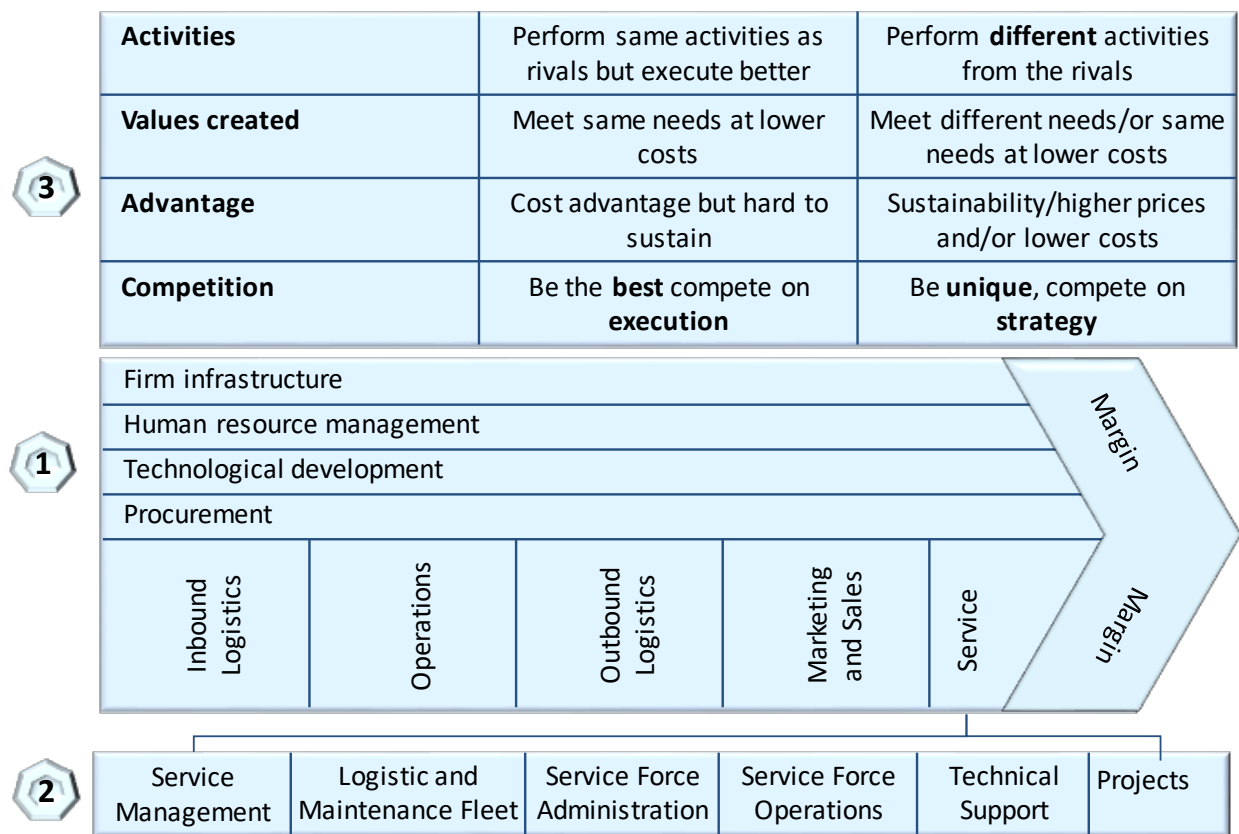 Activities
Perform same activities as
rivals but execute better
Perform different activities
from the rivals
Values created
Meet same needs at lower
costs
Meet different needs/or same
needs at lower costs
3
Advantage
Cost advantage but hard to
sustain
Sustainability/higher prices
and/or lower costs
Competition
Be the best compete on
execution
Be unique, compete on
strategy
1
Firm infrastructure
Human resource management
Technological development
Procurement
Inbound
Logistics
Operations
Outbound
Logistics
Marketing
and Sales
Service
Margin
Margin
2
Service
Management
Logistic and
Maintenance Fleet
Service Force
Administration
Service Force
Operations
Technical
Support
Projects